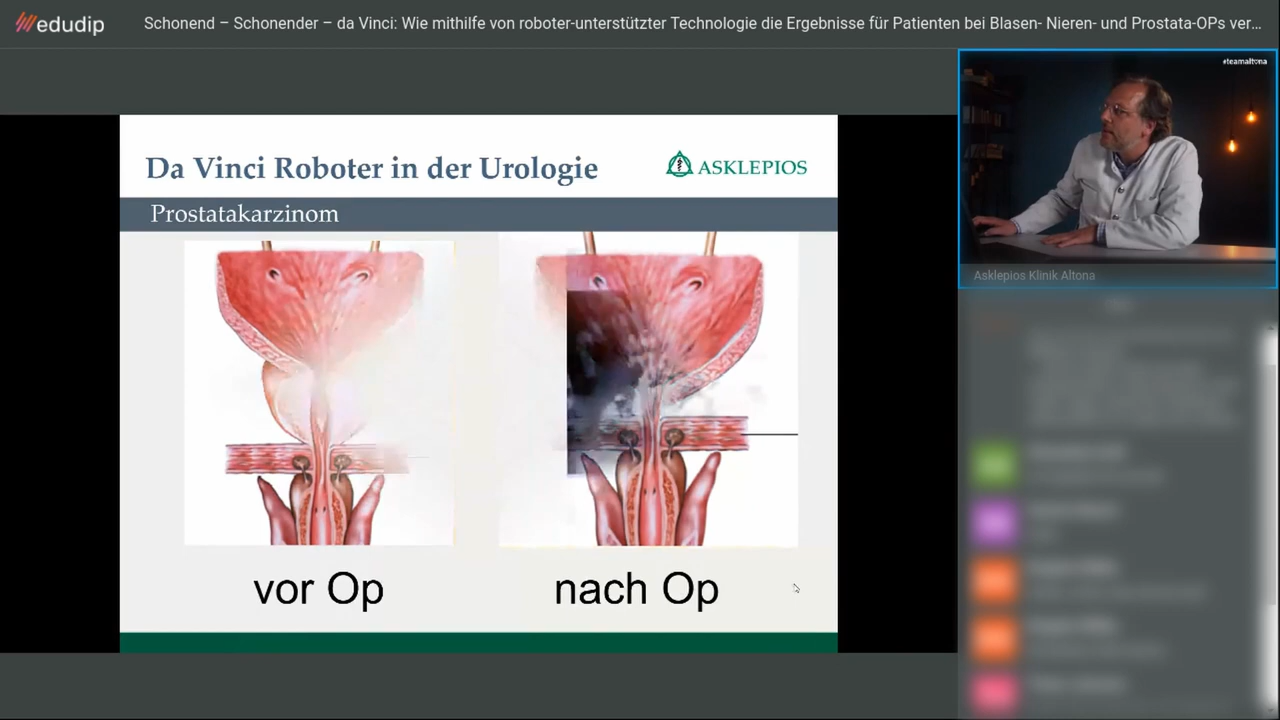 edudip
Schonend – Schonender – da Vinci: Wie mithilfe von roboter-unterstützter Technologie die Ergebnisse für Patienten bei Blasen- Nieren- und Prostata-OPs ver…
#teamaltona
Da Vinci Roboter in der Urologie
ASKLEPIOS
Prostatakarzinom
Asklepios Klinik Altona
vor Op
nach Op